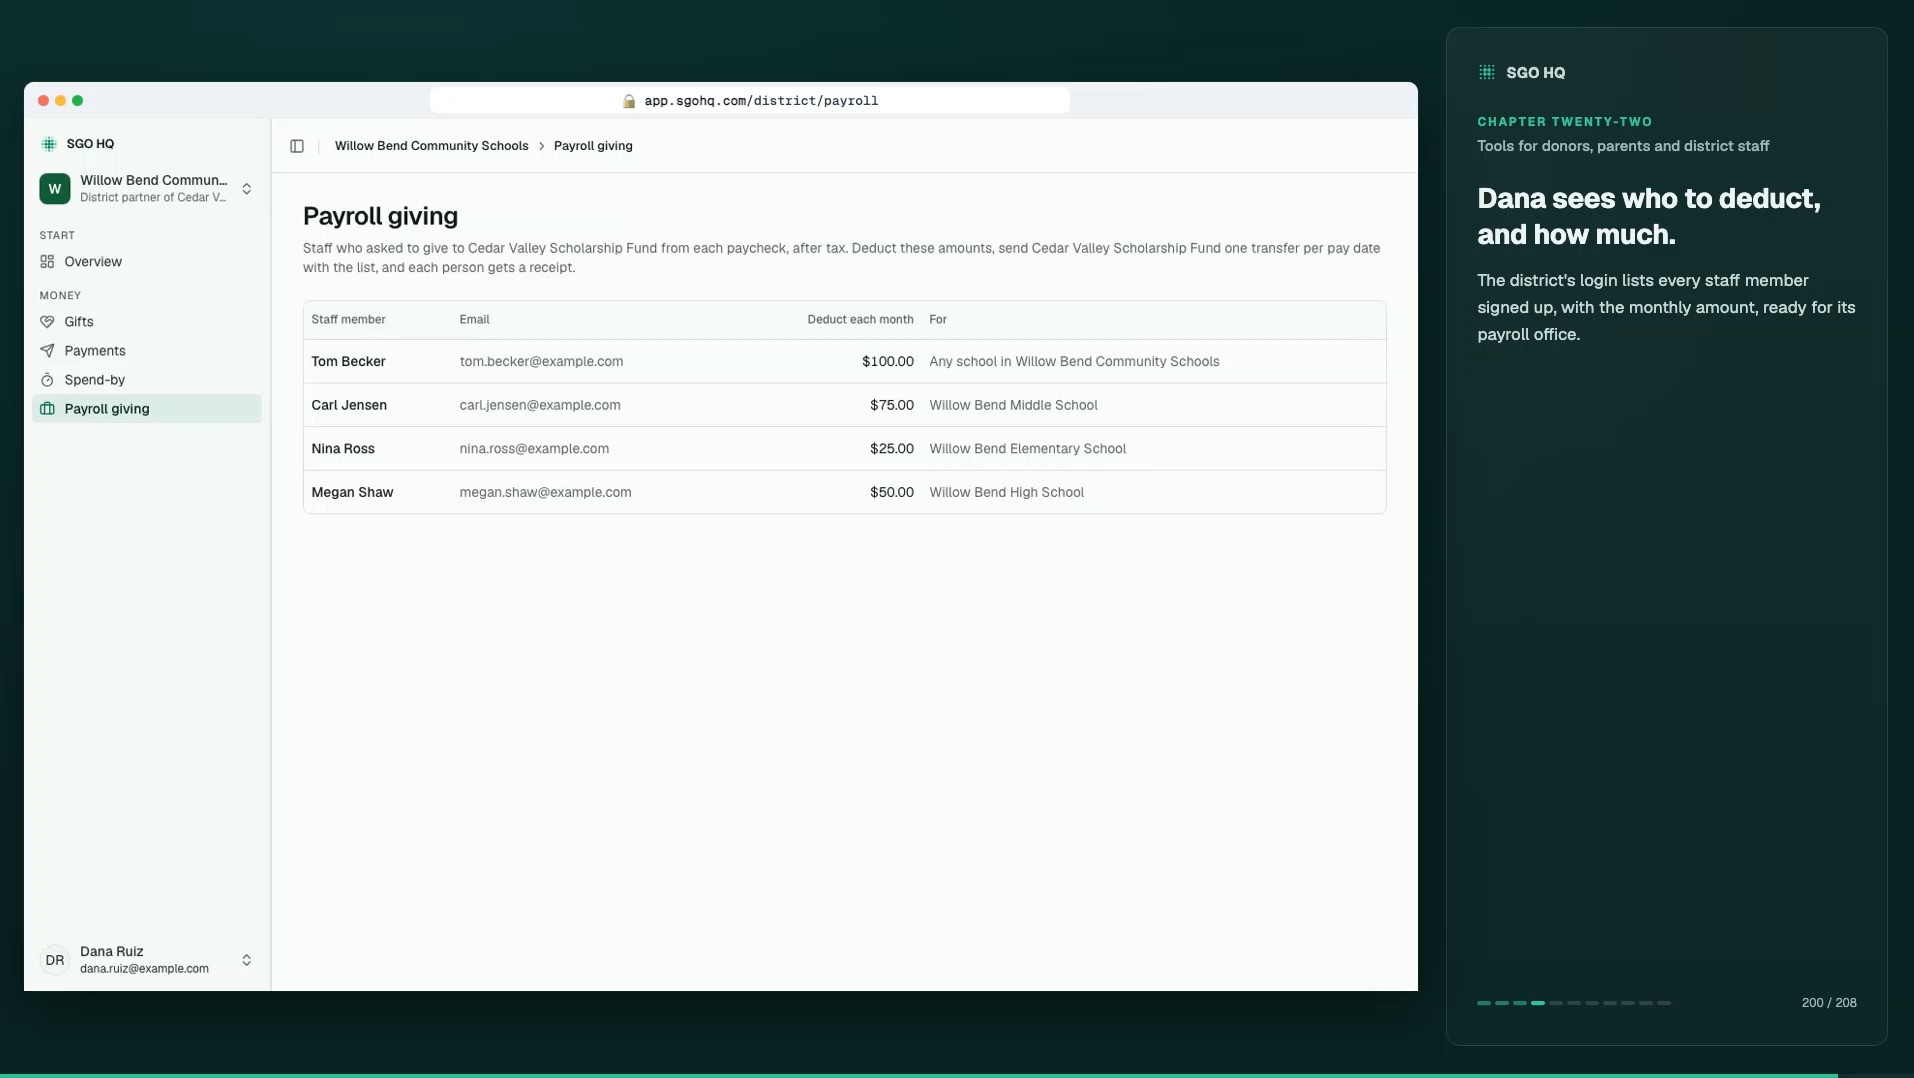 app.sgohq.com/district/payroll
SGO HQ
W
Willow Bend Commun...
District partner of Cedar V...
START
Overview
MONEY
Gifts
Payments
Spend-by
Payroll giving
DR
Dana Ruiz
dana.ruiz@example.com
Willow Bend Community Schools > Payroll giving
Payroll giving
Staff who asked to give to Cedar Valley Scholarship Fund from each paycheck, after tax. Deduct these amounts, send Cedar Valley Scholarship Fund one transfer per pay date
with the list, and each person gets a receipt.
Staff member Email Deduct each month For
Tom Becker tom.becker@example.com $100.00 Any school in Willow Bend Community Schools
Carl Jensen carl.jensen@example.com $75.00 Willow Bend Middle School
Nina Ross nina.ross@example.com $25.00 Willow Bend Elementary School
Megan Shaw megan.shaw@example.com $50.00 Willow Bend High School
SGO HQ
CHAPTER TWENTY-TWO
Tools for donors, parents and district staff
Dana sees who to deduct,
and how much.
The district's login lists every staff member
signed up, with the monthly amount, ready for its
payroll office.
200 / 208